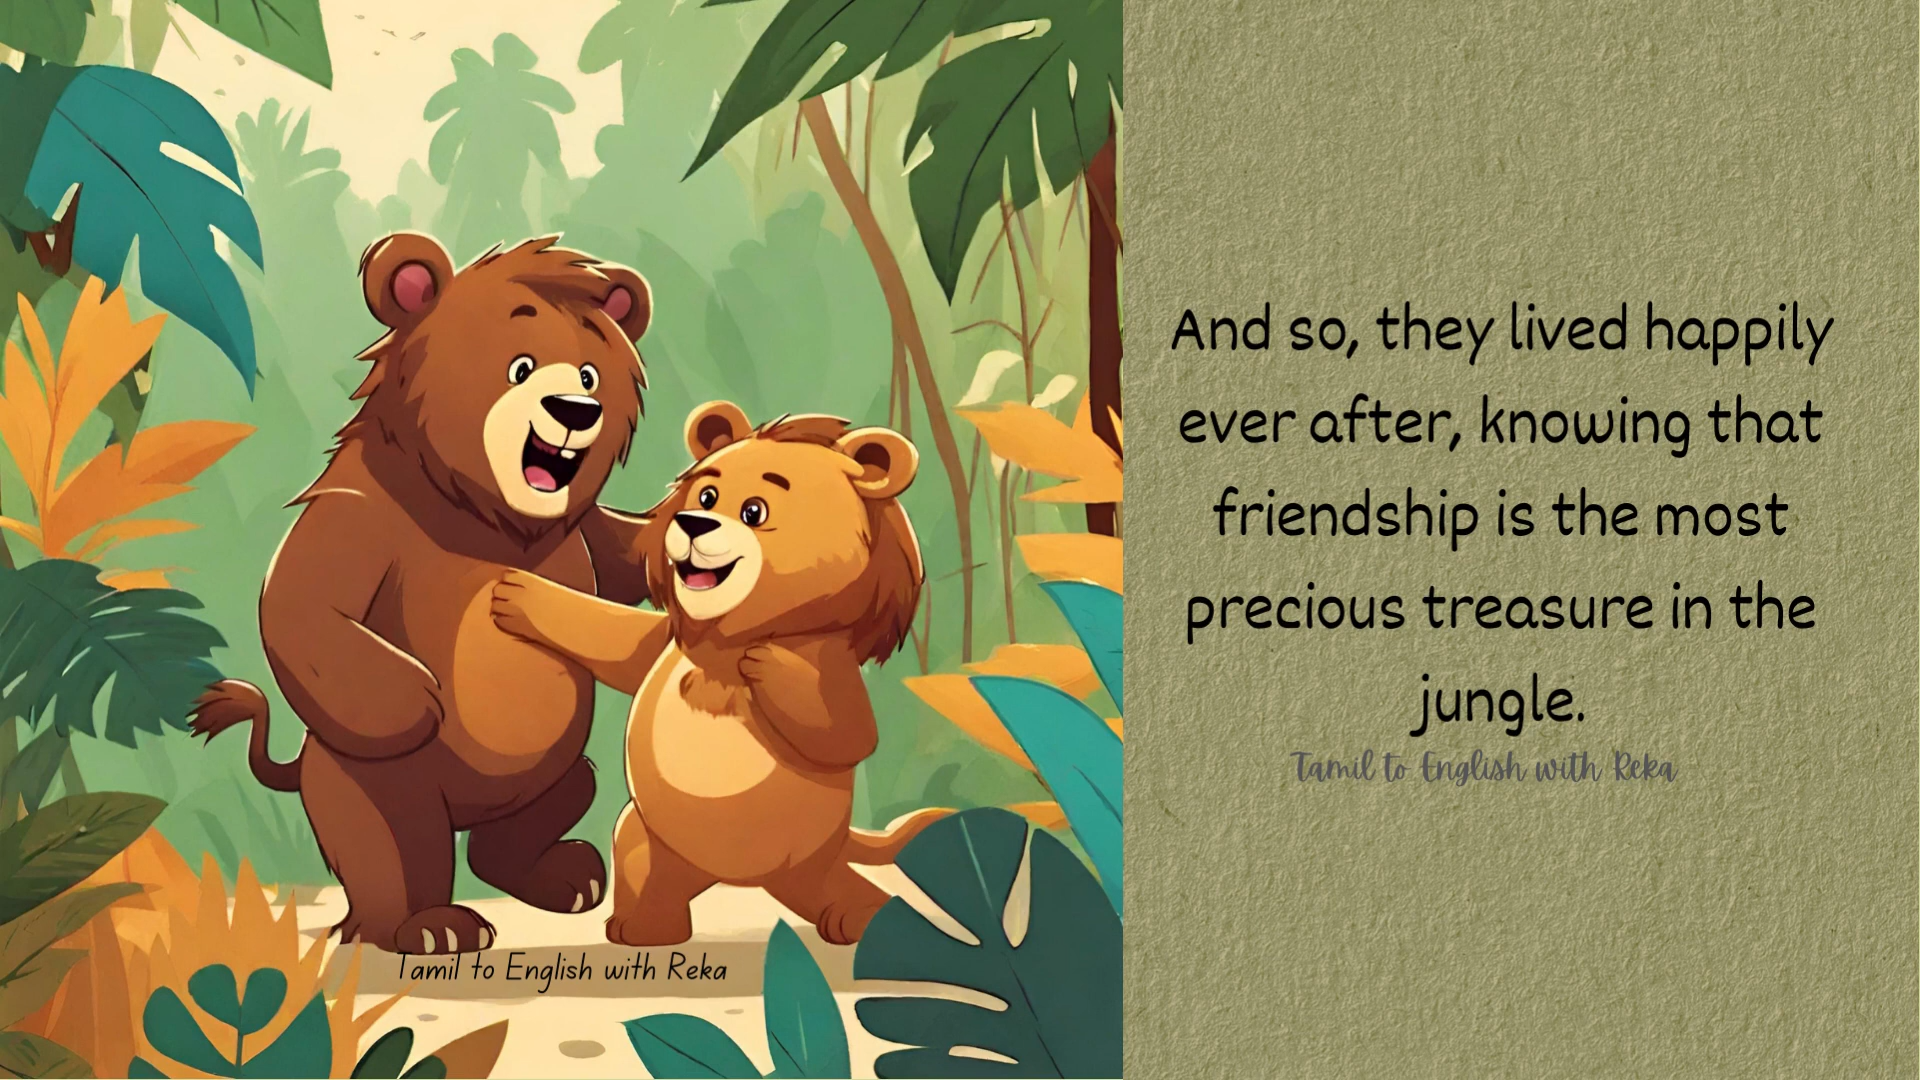 Tamil to English with Reka
And so, they lived happily
ever after, knowing that
friendship is the most
precious treasure in the
jungle.
Tamil to English with Reka